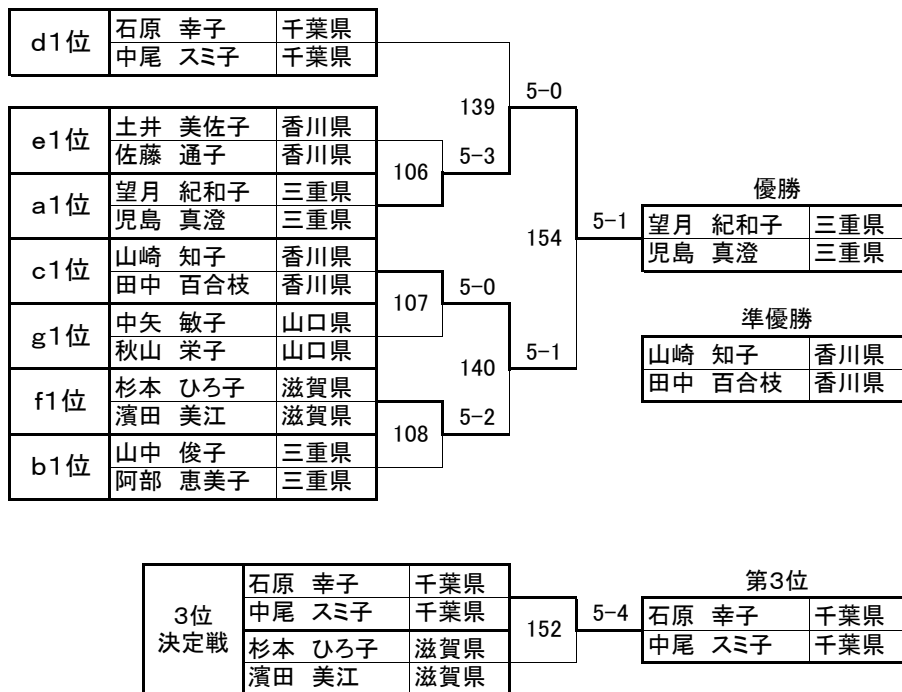 d1位 石原 幸子 千葉県
中尾 スミ子 千葉県
5-0
139
e1位 土井 美佐子 香川県
佐藤 通子 香川県
106 5-3
a1位 望月 紀和子 三重県
児島 真澄 三重県
154 5-1
優勝
望月 紀和子 三重県
児島 真澄 三重県
c1位 山崎 知子 香川県
田中 百合枝 香川県
107 5-0
g1位 中矢 敏子 山口県
秋山 栄子 山口県
140 5-1
準優勝
山崎 知子 香川県
田中 百合枝 香川県
f1位 杉本 ひろ子 滋賀県
濱田 美江 滋賀県
108 5-2
b1位 山中 俊子 三重県
阿部 恵美子 三重県
3位
決定戦
石原 幸子 千葉県
中尾 スミ子 千葉県
杉本 ひろ子 滋賀県
濱田 美江 滋賀県
152 5-4
第3位
石原 幸子 千葉県
中尾 スミ子 千葉県